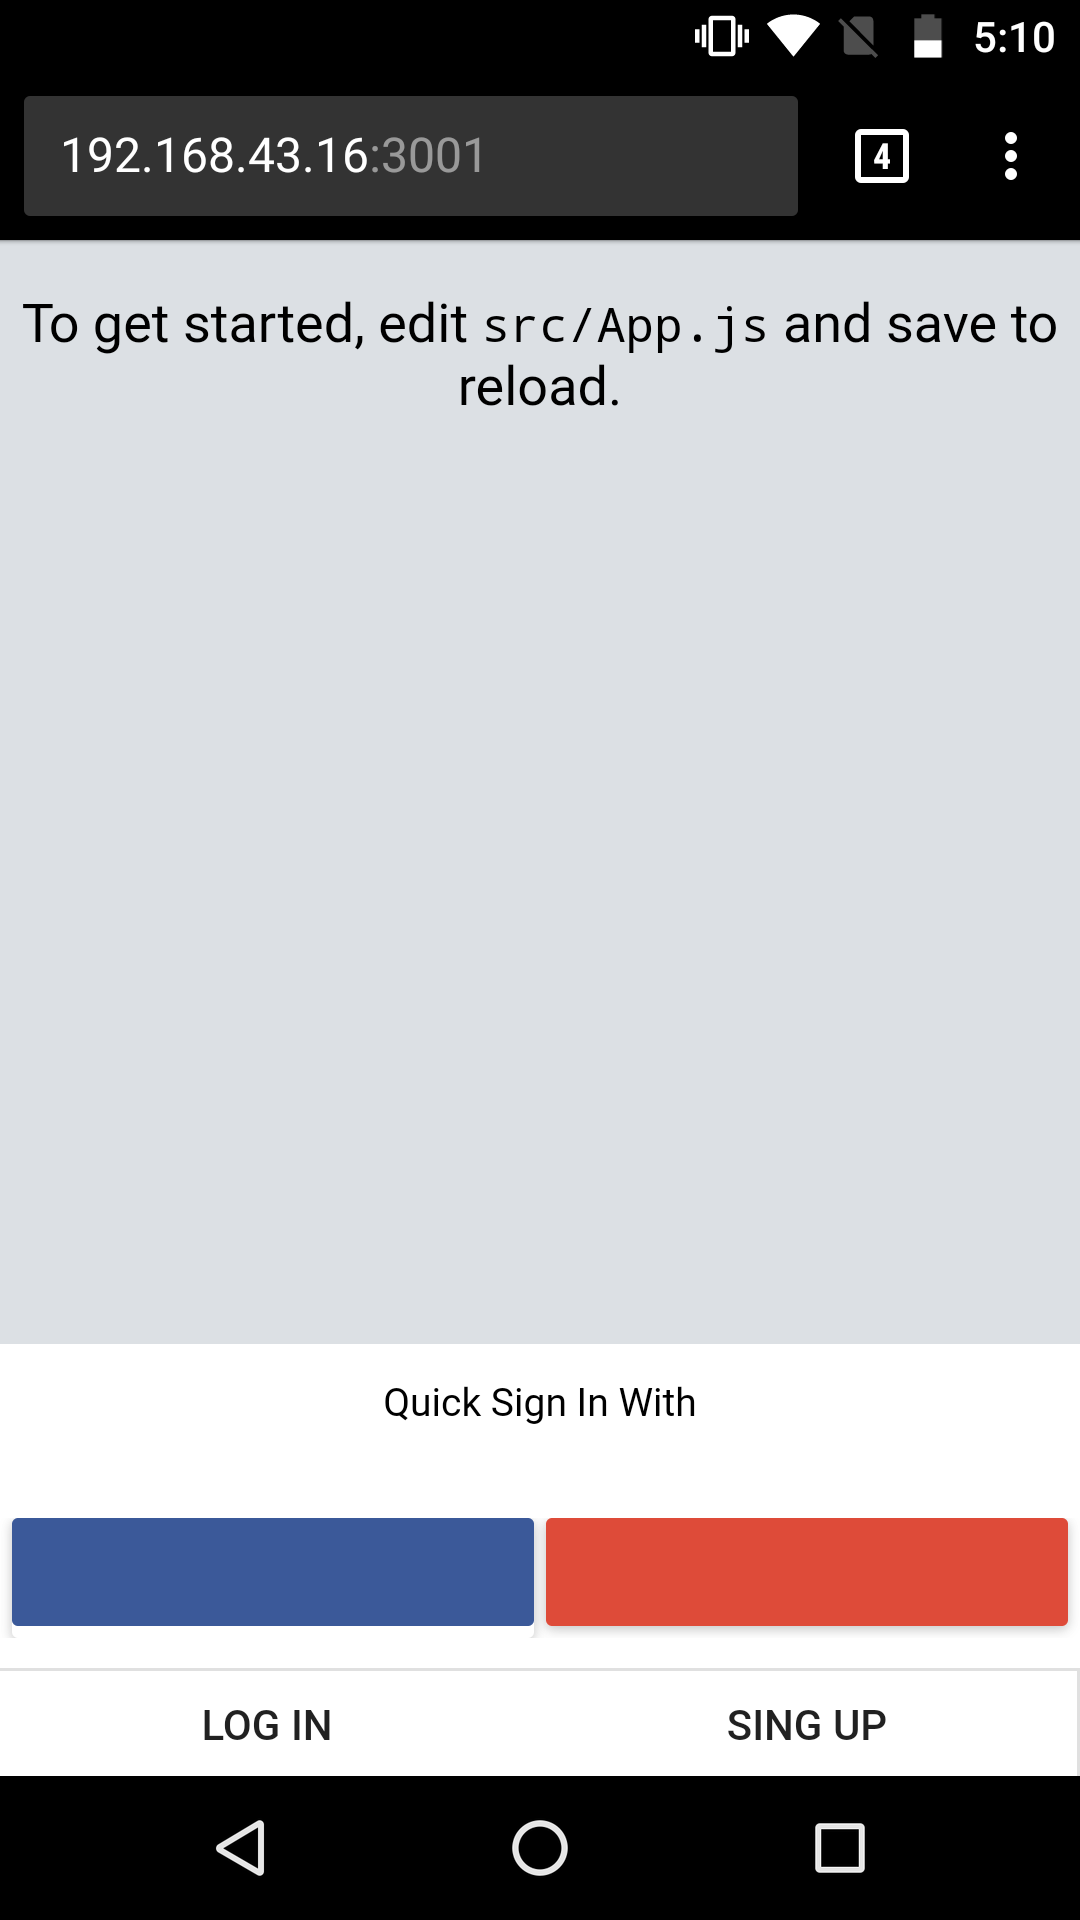 5:10
192.168.43.16:3001
4
To get started, edit src/App.js and save to
reload.
Quick Sign In With
LOG IN
SING UP